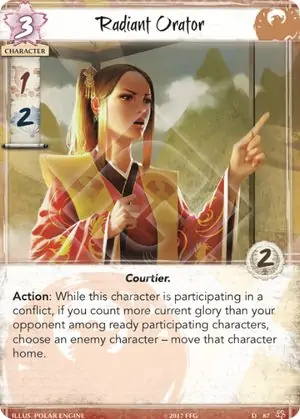 3
Radiant Orator
CHARACTER
1
2
2
Courtier.
Action: While this character is participating in a
conflict, if you count more current glory than your
opponent among ready participating characters,
choose an enemy character – move that character
home.
ILLUS. POLAR ENGINE
© 2017 FFG
D 87